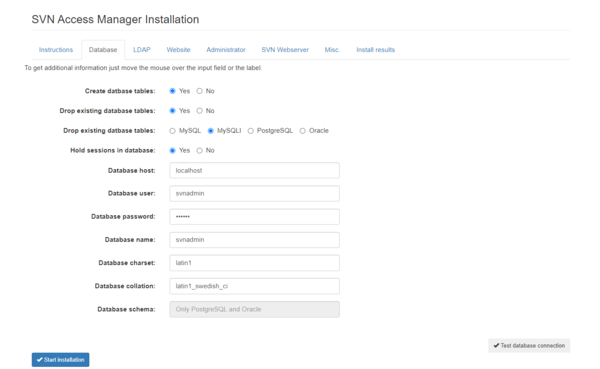 SVN Access Manager Installation
Instructions Database LDAP Website Administrator SVN Webserver Misc. Install results
To get additional information just move the mouse over the input field or the label.
Create datbase tables: Yes No
Drop existing database tables: Yes No
Drop existing datbase tables: MySQL MySQLI PostgreSQL Oracle
Hold sessions in database: Yes No
Database host: localhost
Database user: svnadmin
Database password: ••••••
Database name: svnadmin
Database charset: latin1
Database collation: latin1_swedish_ci
Database schema: Only PostgreSQL and Oracle
Test database connection
Start installation